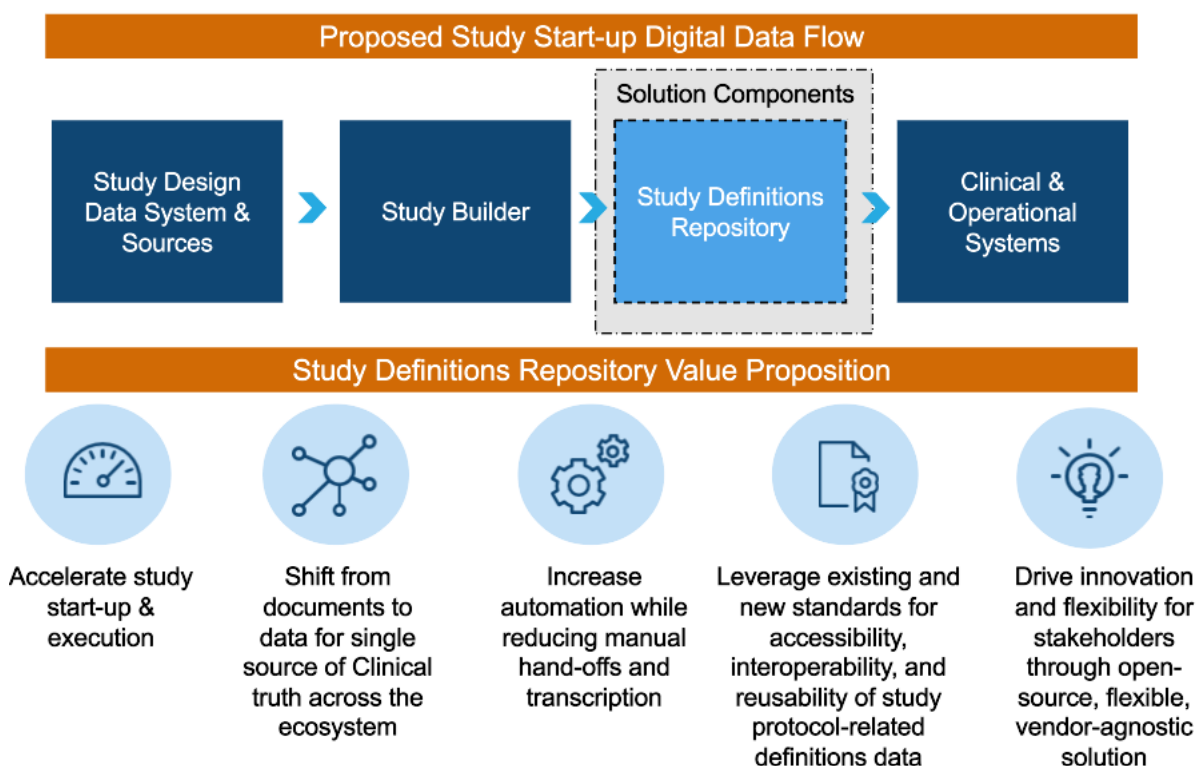 Proposed Study Start-up Digital Data Flow
Solution Components
Study Design
Data System &
Sources
Study Builder
Study Definitions
Repository
Clinical &
Operational
Systems
Study Definitions Repository Value Proposition
Accelerate study
start-up &
execution
Shift from
documents to
data for single
source of Clinical
truth across the
ecosystem
Increase
automation while
reducing manual
hand-offs and
transcription
Leverage existing and
new standards for
accessibility,
interoperability, and
reusability of study
protocol-related
definitions data
Drive innovation
and flexibility for
stakeholders
through open-
source, flexible,
vendor-agnostic
solution